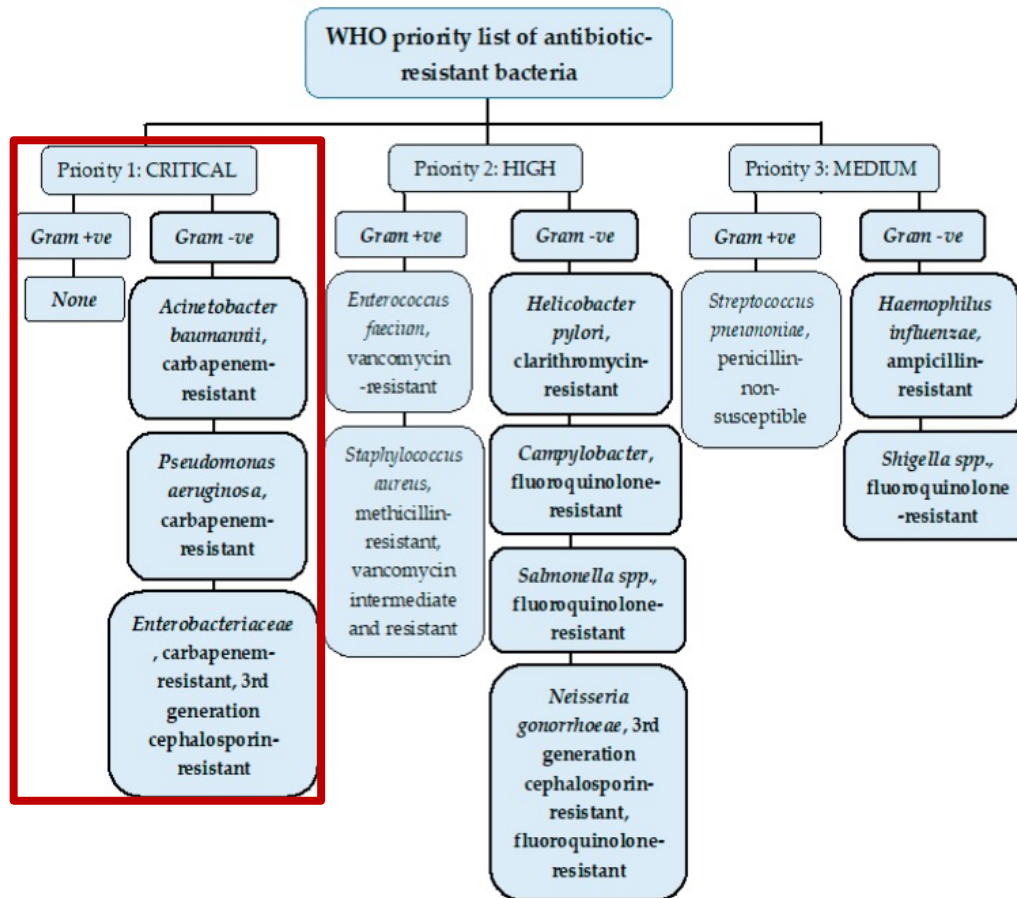 WHO priority list of antibiotic-
resistant bacteria
Priority 1: CRITICAL
Gram +ve
None
Gram -ve
Acinetobacter
baumannii,
carbapenem-
resistant
Pseudomonas
aeruginosa,
carbapenem-
resistant
Enterobacteriaceae
, carbapenem-
resistant, 3rd
generation
cephalosporin-
resistant
Priority 2: HIGH
Gram +ve
Enterococcus
faecium,
vancomycin
-resistant
Staphylococcus
aureus,
methicillin-
resistant,
vancomycin
intermediate
and resistant
Gram -ve
Helicobacter
pylori,
clarithromycin-
resistant
Campylobacter,
fluoroquinolone-
resistant
Salmonella spp.,
fluoroquinolone-
resistant
Neisseria
gonorrhoeae, 3rd
generation
cephalosporin-
resistant,
fluoroquinolone-
resistant
Priority 3: MEDIUM
Gram +ve
Streptococcus
pneumoniae,
penicillin-
non-
susceptible
Gram -ve
Haemophilus
influenzae,
ampicillin-
resistant
Shigella spp.,
fluoroquinolone
-resistant